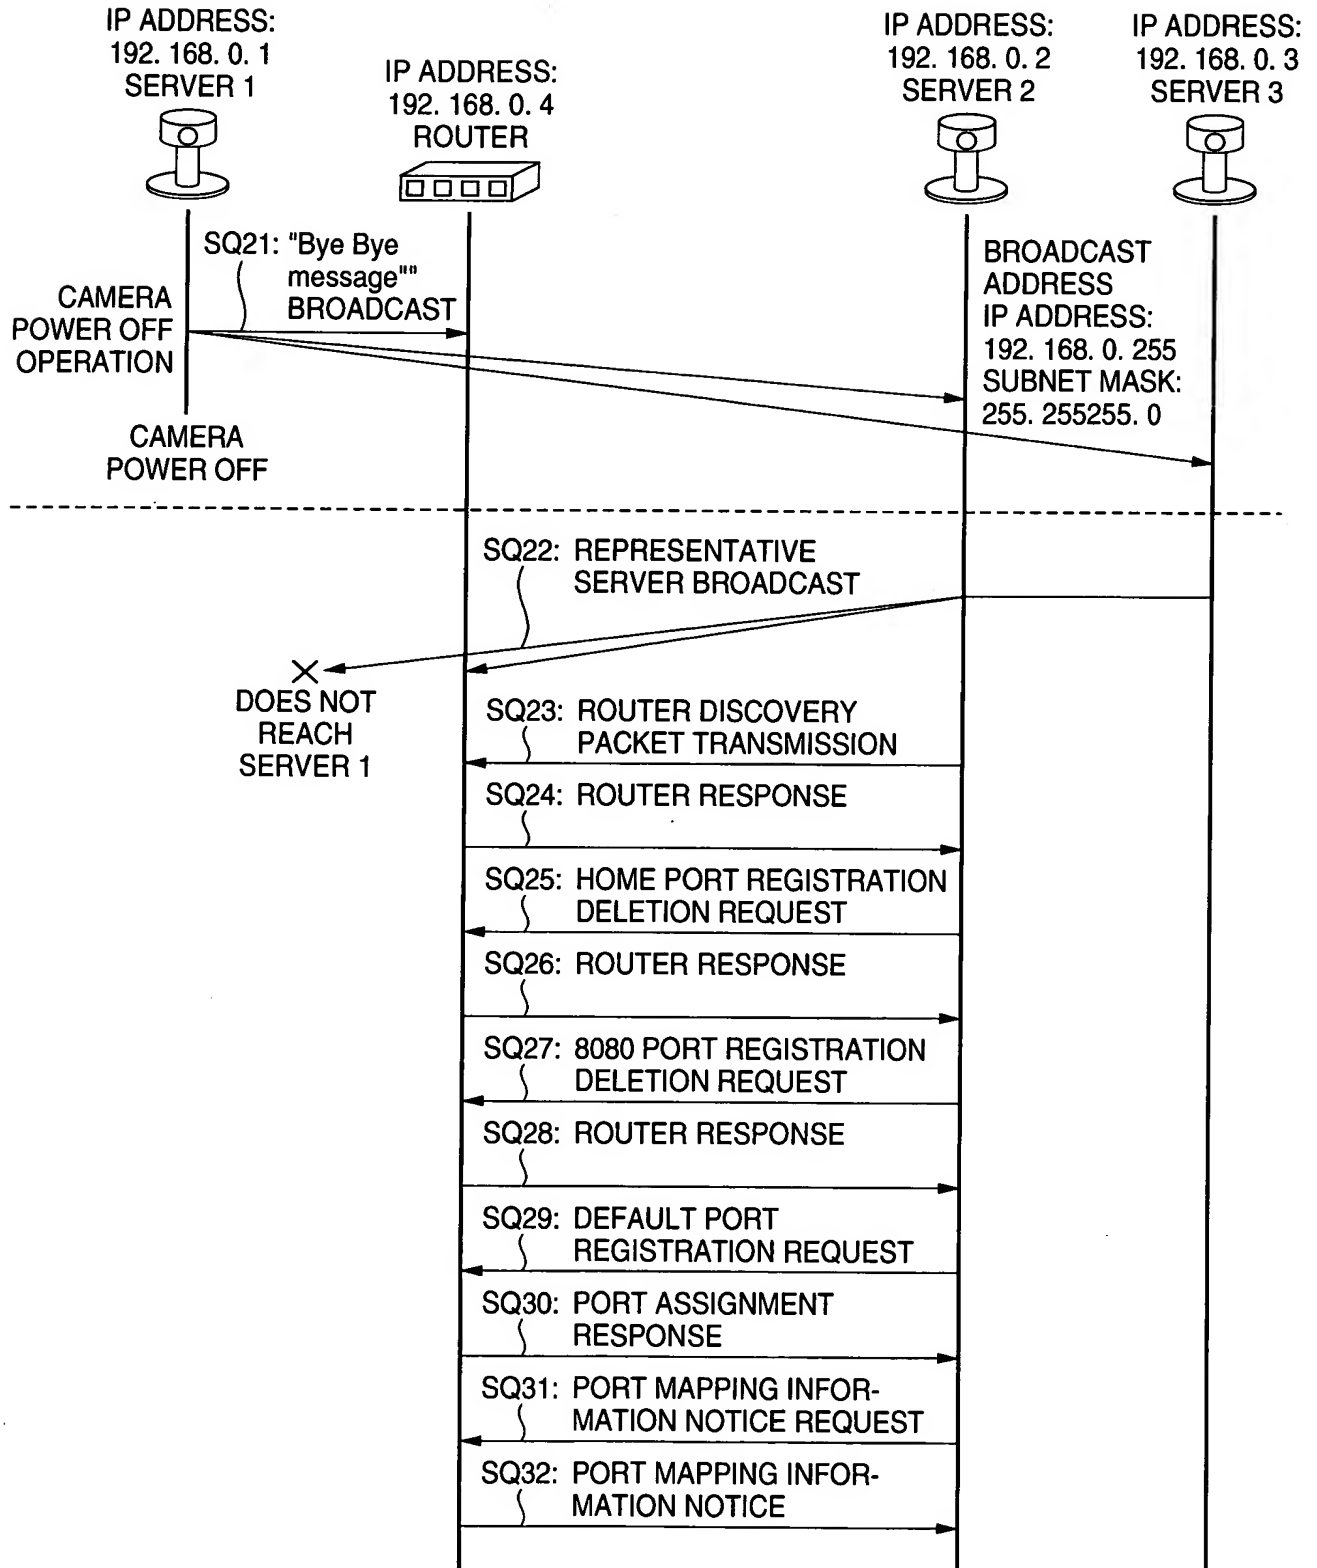 IP ADDRESS:
192. 168. 0. 1
SERVER 1
IP ADDRESS:
192. 168. 0. 4
ROUTER
IP ADDRESS:
192. 168. 0. 2
SERVER 2
IP ADDRESS:
192. 168. 0. 3
SERVER 3
SQ21: "Bye Bye
message""
BROADCAST
CAMERA
POWER OFF
OPERATION
CAMERA
POWER OFF
BROADCAST
ADDRESS
IP ADDRESS:
192. 168. 0. 255
SUBNET MASK:
255. 255255. 0
SQ22: REPRESENTATIVE
SERVER BROADCAST
DOES NOT
REACH
SERVER 1
SQ23: ROUTER DISCOVERY
PACKET TRANSMISSION
SQ24: ROUTER RESPONSE
SQ25: HOME PORT REGISTRATION
DELETION REQUEST
SQ26: ROUTER RESPONSE
SQ27: 8080 PORT REGISTRATION
DELETION REQUEST
SQ28: ROUTER RESPONSE
SQ29: DEFAULT PORT
REGISTRATION REQUEST
SQ30: PORT ASSIGNMENT
RESPONSE
SQ31: PORT MAPPING INFOR-
MATION NOTICE REQUEST
SQ32: PORT MAPPING INFOR-
MATION NOTICE